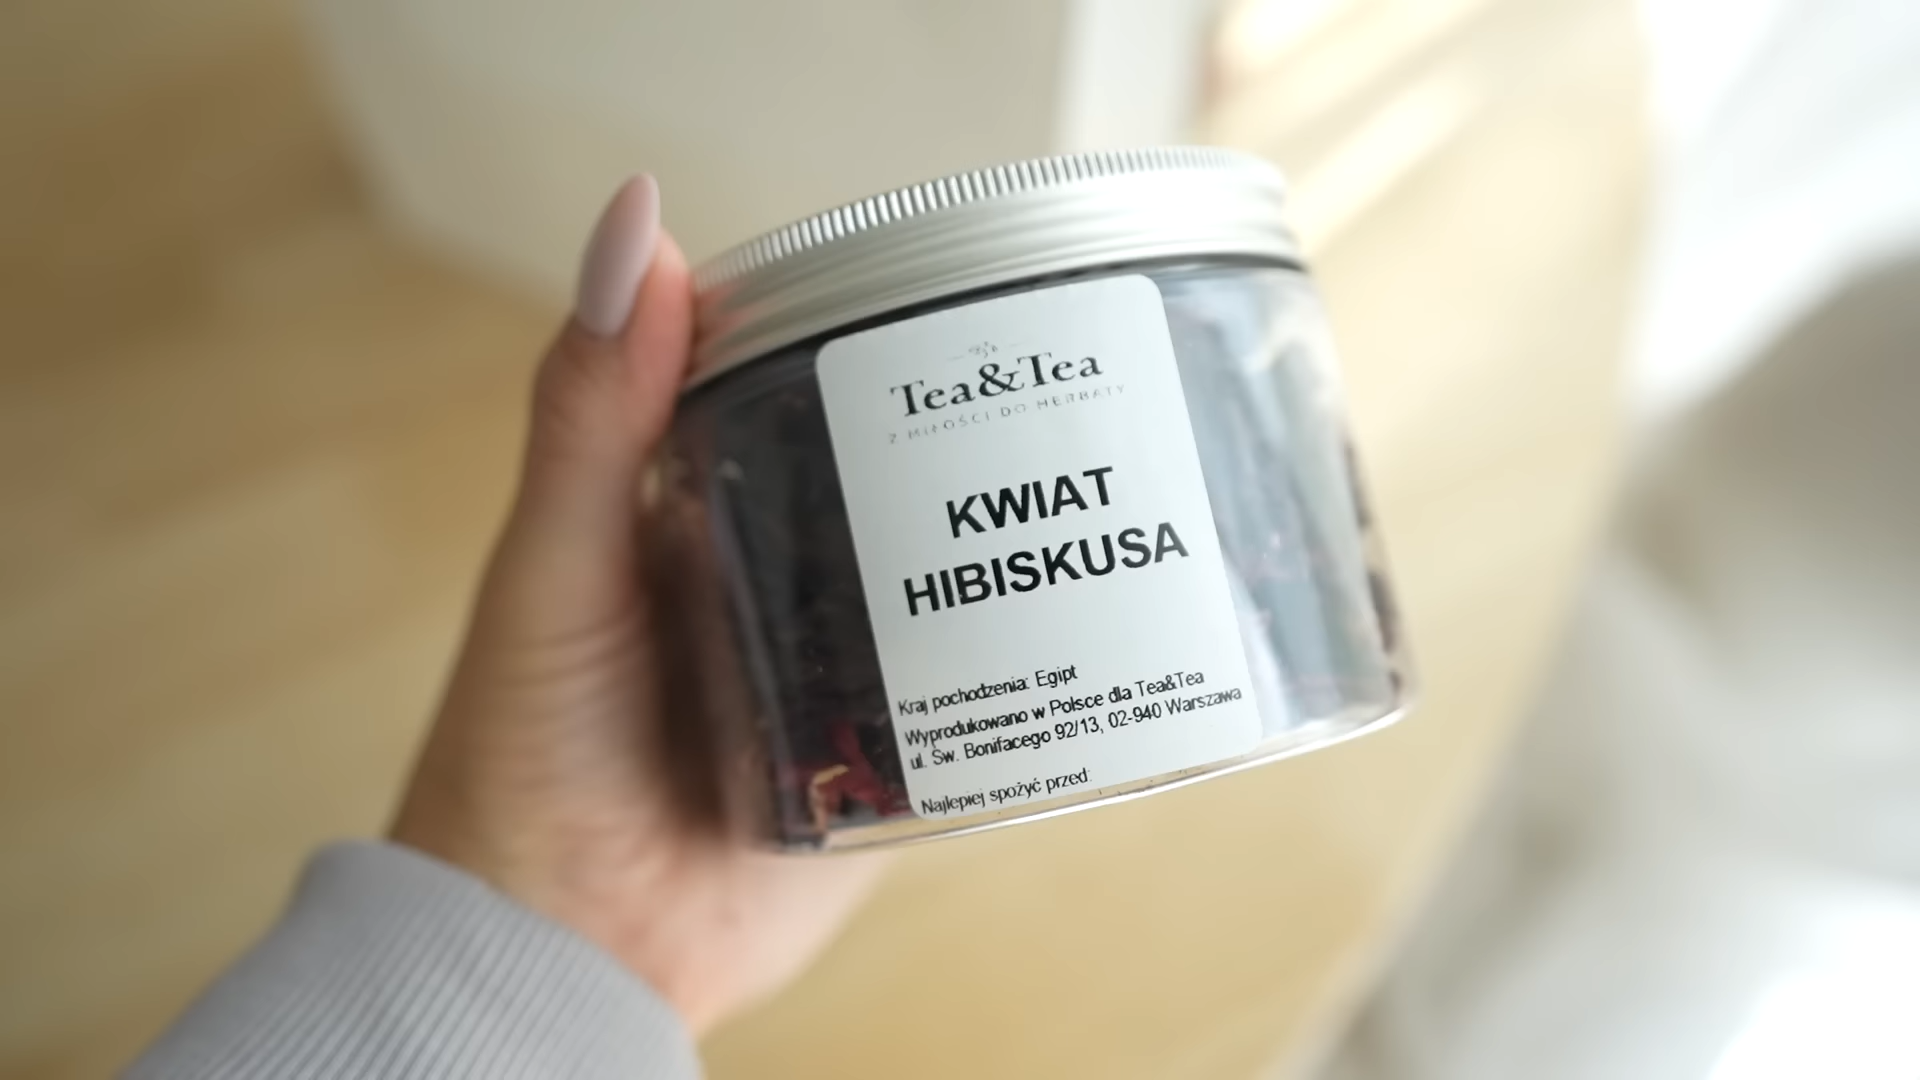 Tea&Tea
Z MIŁOŚCI DO HERBATY
KWIAT
HIBISKUSA
Kraj pochodzenia: Egipt
Wyprodukowano w Polsce dla Tea&Tea
ul. Św. Bonifacego 92/13, 02-940 Warszawa
Najlepiej spożyć przed: